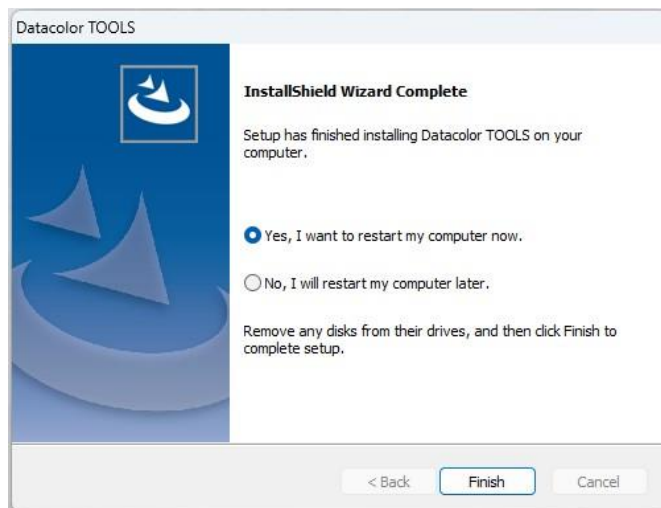 Datacolor TOOLS
InstallShield Wizard Complete
Setup has finished installing Datacolor TOOLS on your
computer.
Yes, I want to restart my computer now.
No, I will restart my computer later.
Remove any disks from their drives, and then click Finish to
complete setup.
< Back
Finish
Cancel